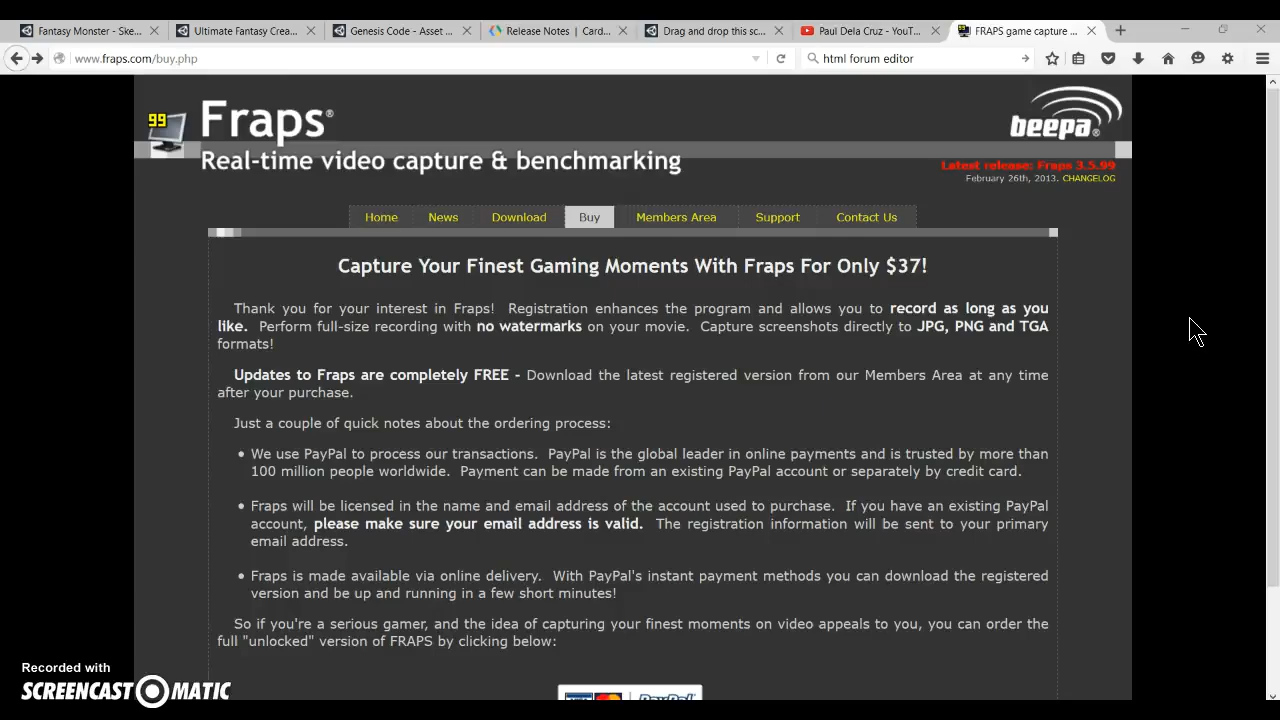 Fantasy Monster - Ske...
Ultimate Fantasy Crea...
Genesis Code - Asset ...
Release Notes | Card...
Drag and drop this sc...
Paul Dela Cruz - YouT...
FRAPS game capture ...
www.fraps.com/buy.php
html forum editor
99
Fraps®
beepa®
Real-time video capture & benchmarking
Latest release: Fraps 3.5.99
February 26th, 2013. CHANGELOG
Home
News
Download
Buy
Members Area
Support
Contact Us
Capture Your Finest Gaming Moments With Fraps For Only $37!
Thank you for your interest in Fraps! Registration enhances the program and allows you to record as long as you
like. Perform full-size recording with no watermarks on your movie. Capture screenshots directly to JPG, PNG and TGA
formats!
Updates to Fraps are completely FREE - Download the latest registered version from our Members Area at any time
after your purchase.
Just a couple of quick notes about the ordering process:
• We use PayPal to process our transactions. PayPal is the global leader in online payments and is trusted by more than
100 million people worldwide. Payment can be made from an existing PayPal account or separately by credit card.
• Fraps will be licensed in the name and email address of the account used to purchase. If you have an existing PayPal
account, please make sure your email address is valid. The registration information will be sent to your primary
email address.
• Fraps is made available via online delivery. With PayPal's instant payment methods you can download the registered
version and be up and running in a few short minutes!
So if you're a serious gamer, and the idea of capturing your finest moments on video appeals to you, you can order the
full "unlocked" version of FRAPS by clicking below:
PayPal
Recorded with
SCREENCAST-O-MATIC